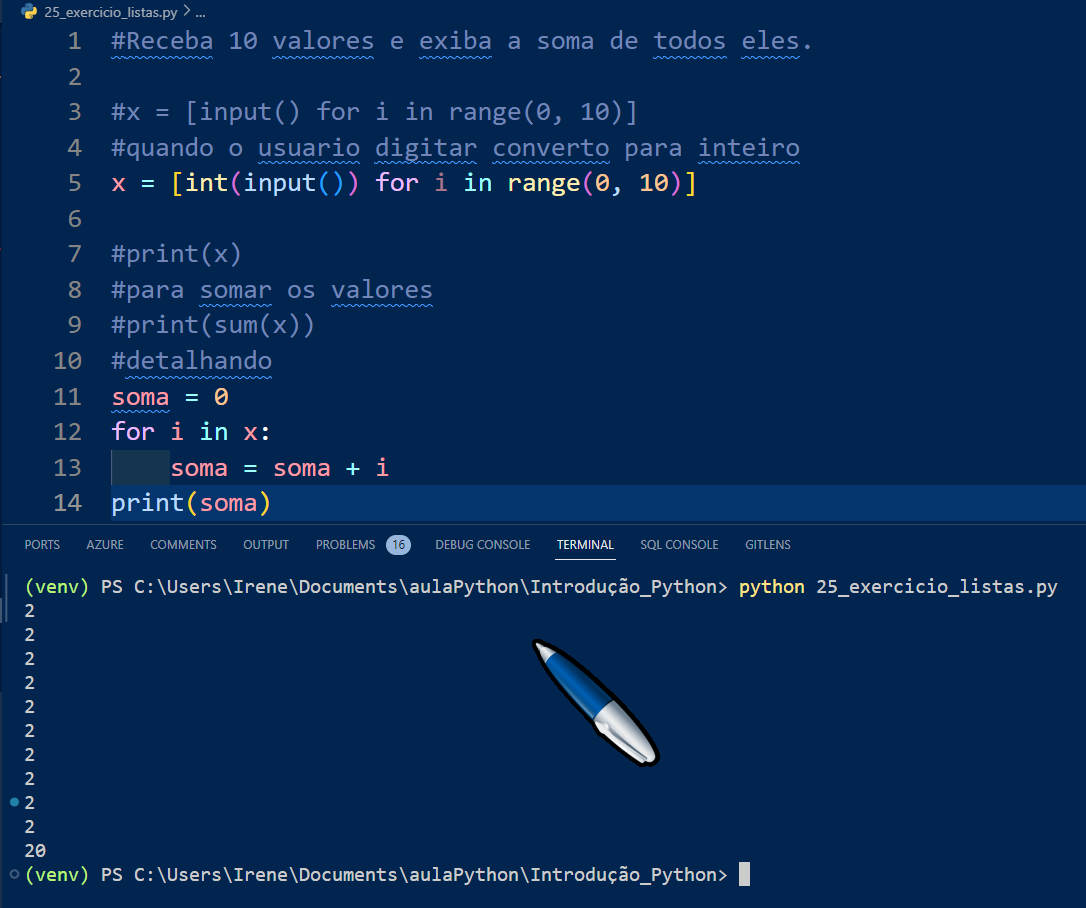 25_exercicio_listas.py > ...
1 #Receba 10 valores e exiba a soma de todos eles.
2
3 #x = [input() for i in range(0, 10)]
4 #quando o usuario digitar converto para inteiro
5 x = [int(input()) for i in range(0, 10)]
6
7 #print(x)
8 #para somar os valores
9 #print(sum(x))
10 #detalhando
11 soma = 0
12 for i in x:
13     soma = soma + i
14 print(soma)
PORTS AZURE COMMENTS OUTPUT PROBLEMS 16 DEBUG CONSOLE TERMINAL SQL CONSOLE GITLENS
(venv) PS C:\Users\Irene\Documents\aulaPython\Introdução_Python> python 25_exercicio_listas.py
2
2
2
2
2
2
2
2
2
2
20
(venv) PS C:\Users\Irene\Documents\aulaPython\Introdução_Python>